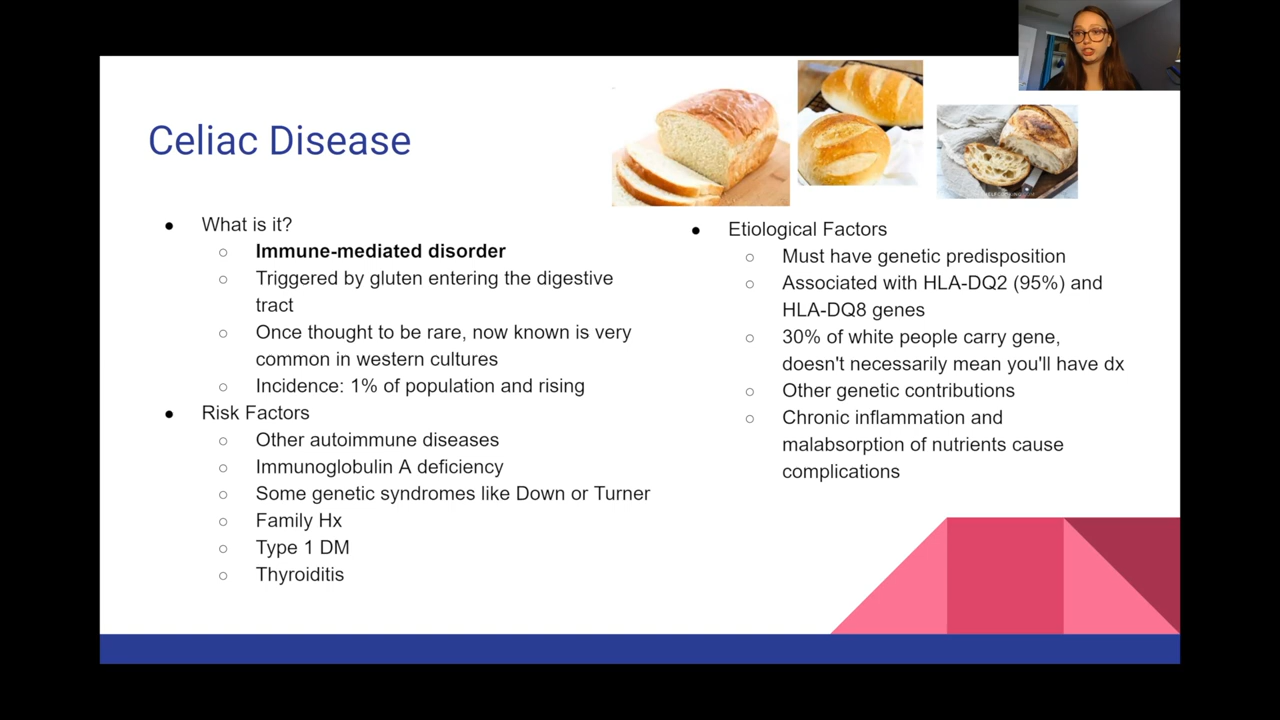 Celiac Disease
What is it?
Immune-mediated disorder
Triggered by gluten entering the digestive
tract
Once thought to be rare, now known is very
common in western cultures
Incidence: 1% of population and rising
Risk Factors
Other autoimmune diseases
Immunoglobulin A deficiency
Some genetic syndromes like Down or Turner
Family Hx
Type 1 DM
Thyroiditis
Etiological Factors
Must have genetic predisposition
Associated with HLA-DQ2 (95%) and
HLA-DQ8 genes
30% of white people carry gene,
doesn't necessarily mean you'll have dx
Other genetic contributions
Chronic inflammation and
malabsorption of nutrients cause
complications